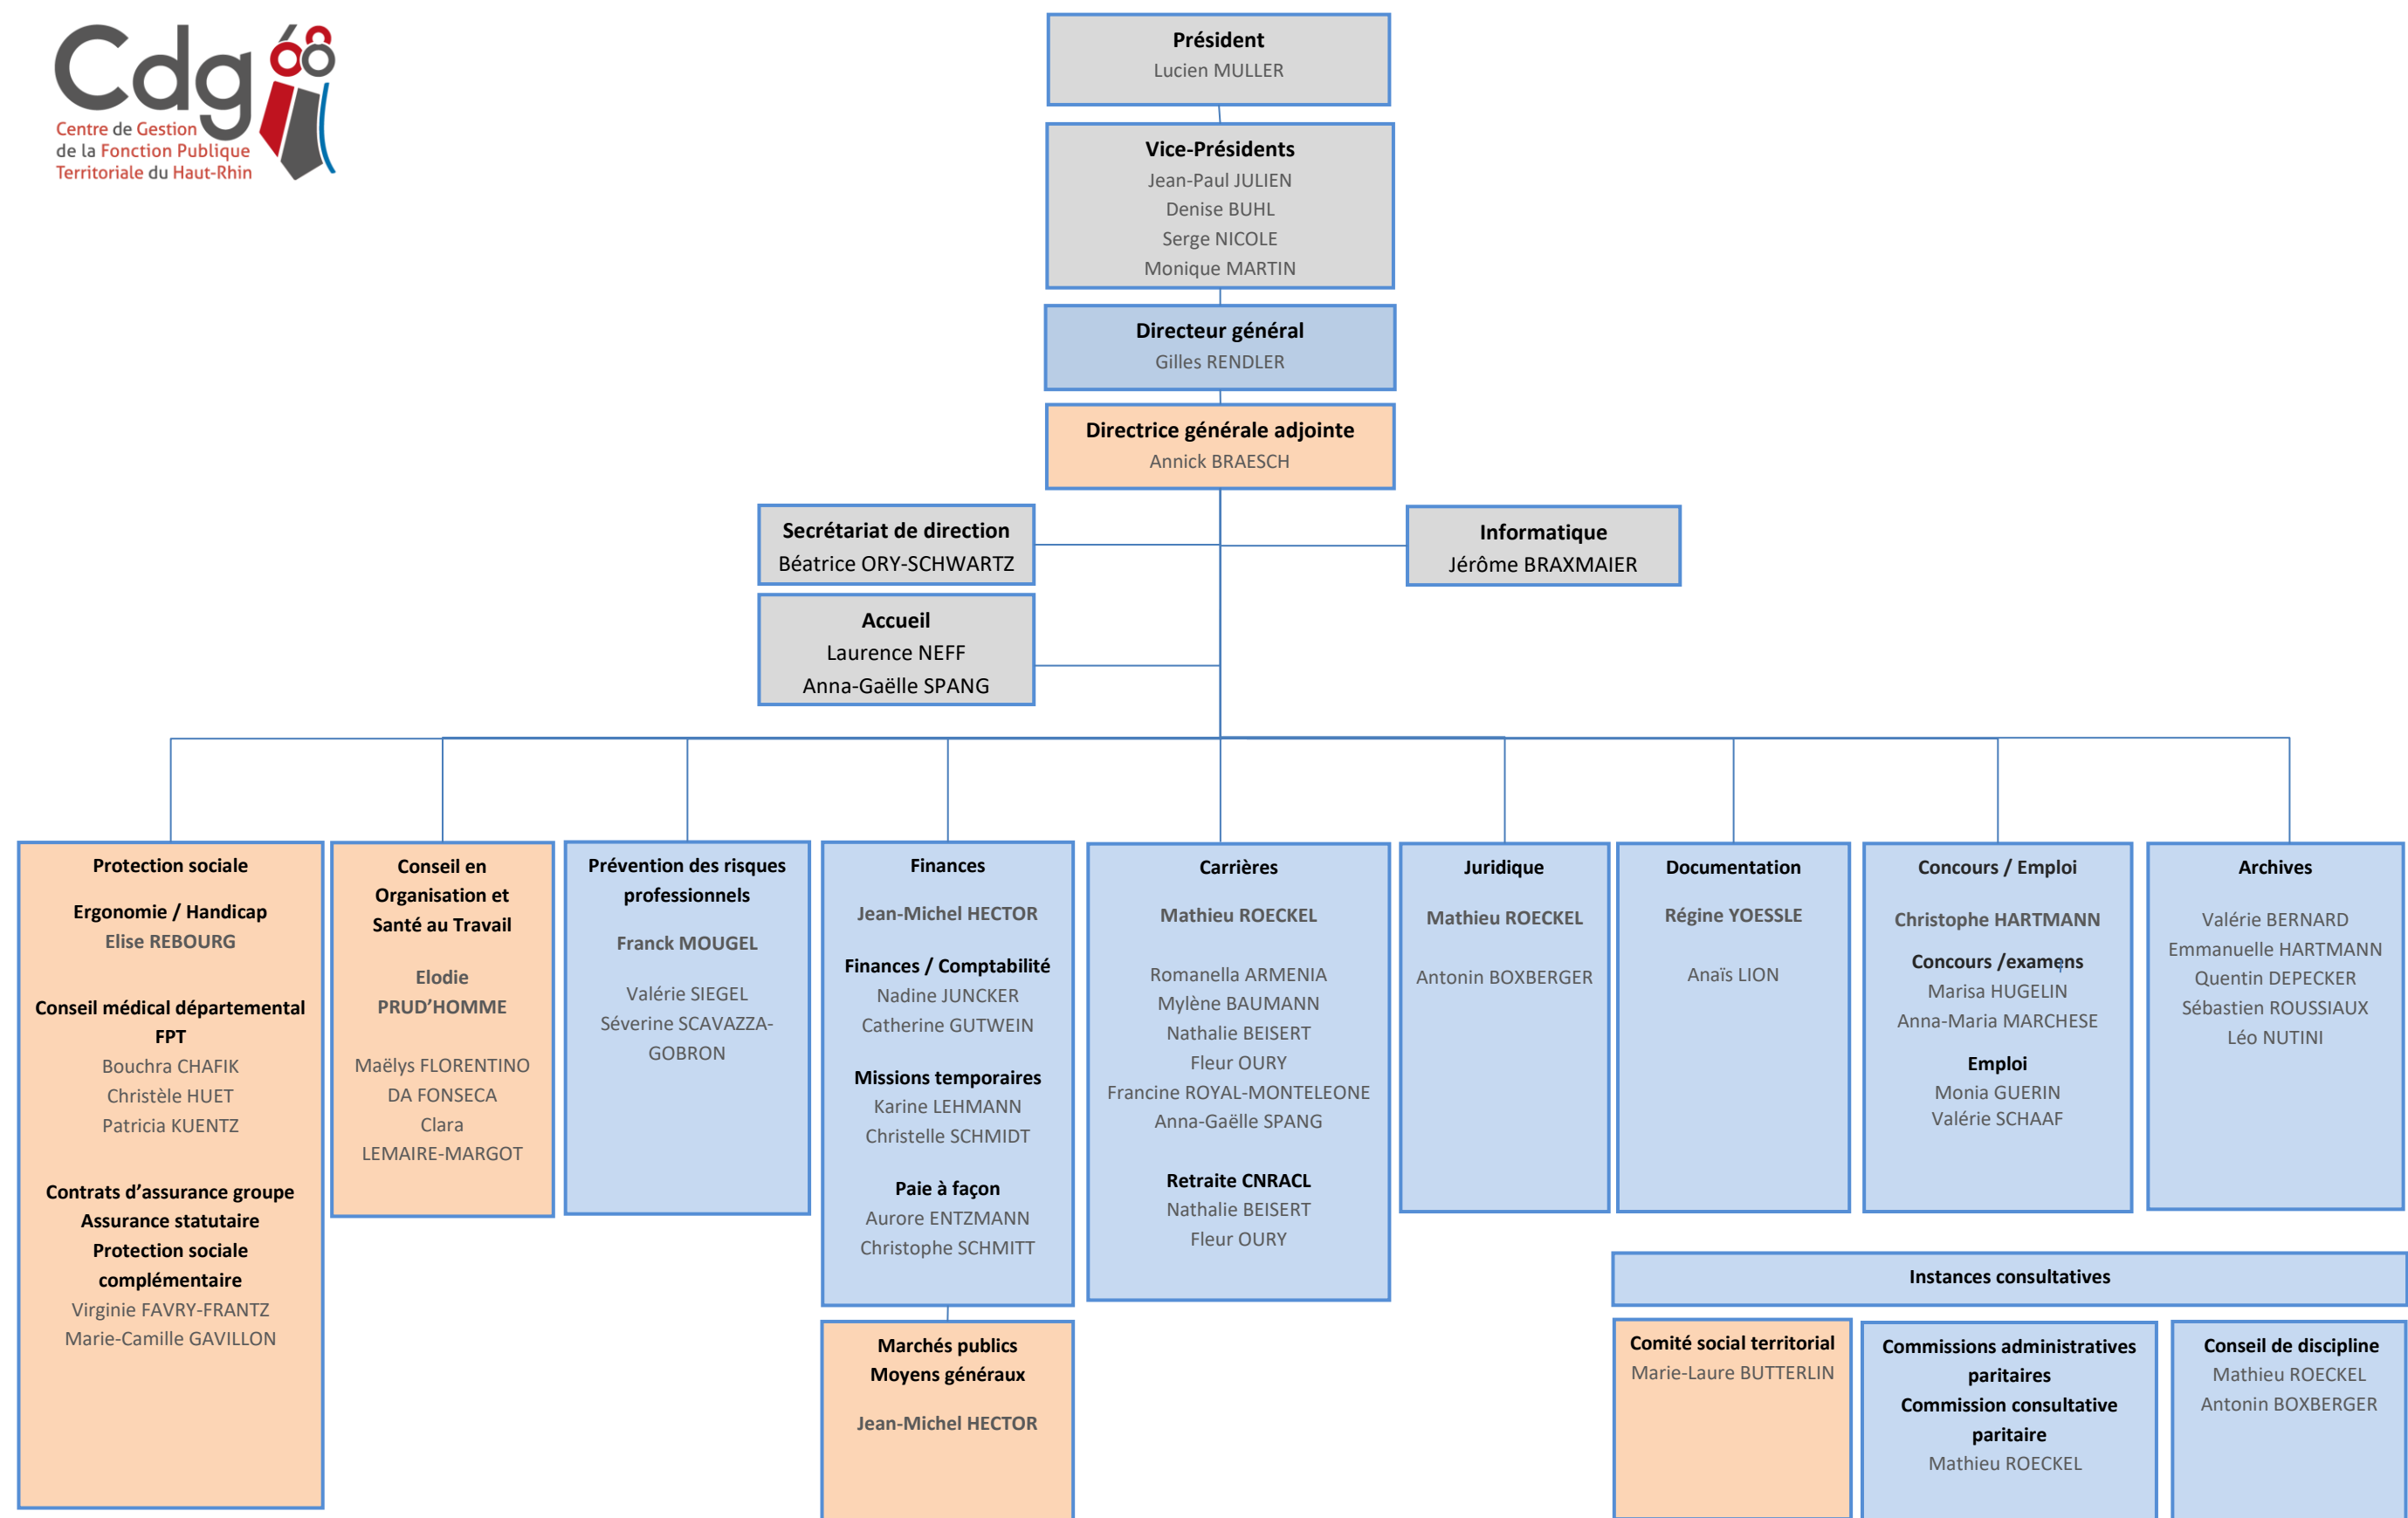 Cdg 68
Centre de Gestion
de la Fonction Publique
Territoriale du Haut-Rhin
Président
Lucien MULLER
Vice-Présidents
Jean-Paul JULIEN
Denise BUHL
Serge NICOLE
Monique MARTIN
Directeur général
Gilles RENDLER
Directrice générale adjointe
Annick BRAESCH
Secrétariat de direction
Béatrice ORY-SCHWARTZ
Informatique
Jérôme BRAXMAIER
Accueil
Laurence NEFF
Anna-Gaëlle SPANG
Protection sociale
Ergonomie / Handicap
Elise REBOURG
Conseil médical départemental
FPT
Bouchra CHAFIK
Christèle HUET
Patricia KUENTZ
Contrats d’assurance groupe
Assurance statutaire
Protection sociale
complémentaire
Virginie FAVRY-FRANTZ
Marie-Camille GAVILLON
Conseil en
Organisation et
Santé au Travail
Elodie
PRUD’HOMME
Maëlys FLORENTINO
DA FONSECA
Clara
LEMAIRE-MARGOT
Prévention des risques
professionnels
Franck MOUGEL
Valérie SIEGEL
Séverine SCAVAZZA-
GOBRON
Finances
Jean-Michel HECTOR
Finances / Comptabilité
Nadine JUNCKER
Catherine GUTWEIN
Missions temporaires
Karine LEHMANN
Christelle SCHMIDT
Paie à façon
Aurore ENTZMANN
Christophe SCHMITT
Marchés publics
Moyens généraux
Jean-Michel HECTOR
Carrières
Mathieu ROECKEL
Romanella ARMENIA
Mylène BAUMANN
Nathalie BEISERT
Fleur OURY
Francine ROYAL-MONTELEONE
Anna-Gaëlle SPANG
Retraite CNRACL
Nathalie BEISERT
Fleur OURY
Juridique
Mathieu ROECKEL
Antonin BOXBERGER
Documentation
Régine YOESSLE
Anaïs LION
Concours / Emploi
Christophe HARTMANN
Concours /examens
Marisa HUGELIN
Anna-Maria MARCHESE
Emploi
Monia GUERIN
Valérie SCHAAF
Archives
Valérie BERNARD
Emmanuelle HARTMANN
Quentin DEPECKER
Sébastien ROUSSIAUX
Léo NUTINI
Instances consultatives
Comité social territorial
Marie-Laure BUTTERLIN
Commissions administratives
paritaires
Commission consultative
paritaire
Mathieu ROECKEL
Conseil de discipline
Mathieu ROECKEL
Antonin BOXBERGER